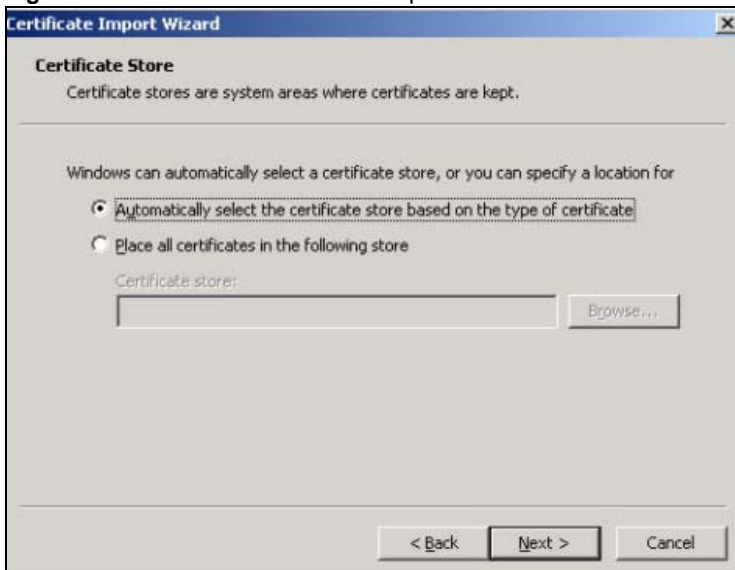 Certificate Import Wizard
Certificate Store
Certificate stores are system areas where certificates are kept.
Windows can automatically select a certificate store, or you can specify a location for
Automatically select the certificate store based on the type of certificate
Place all certificates in the following store
Certificate store:
Browse...
< Back Next > Cancel